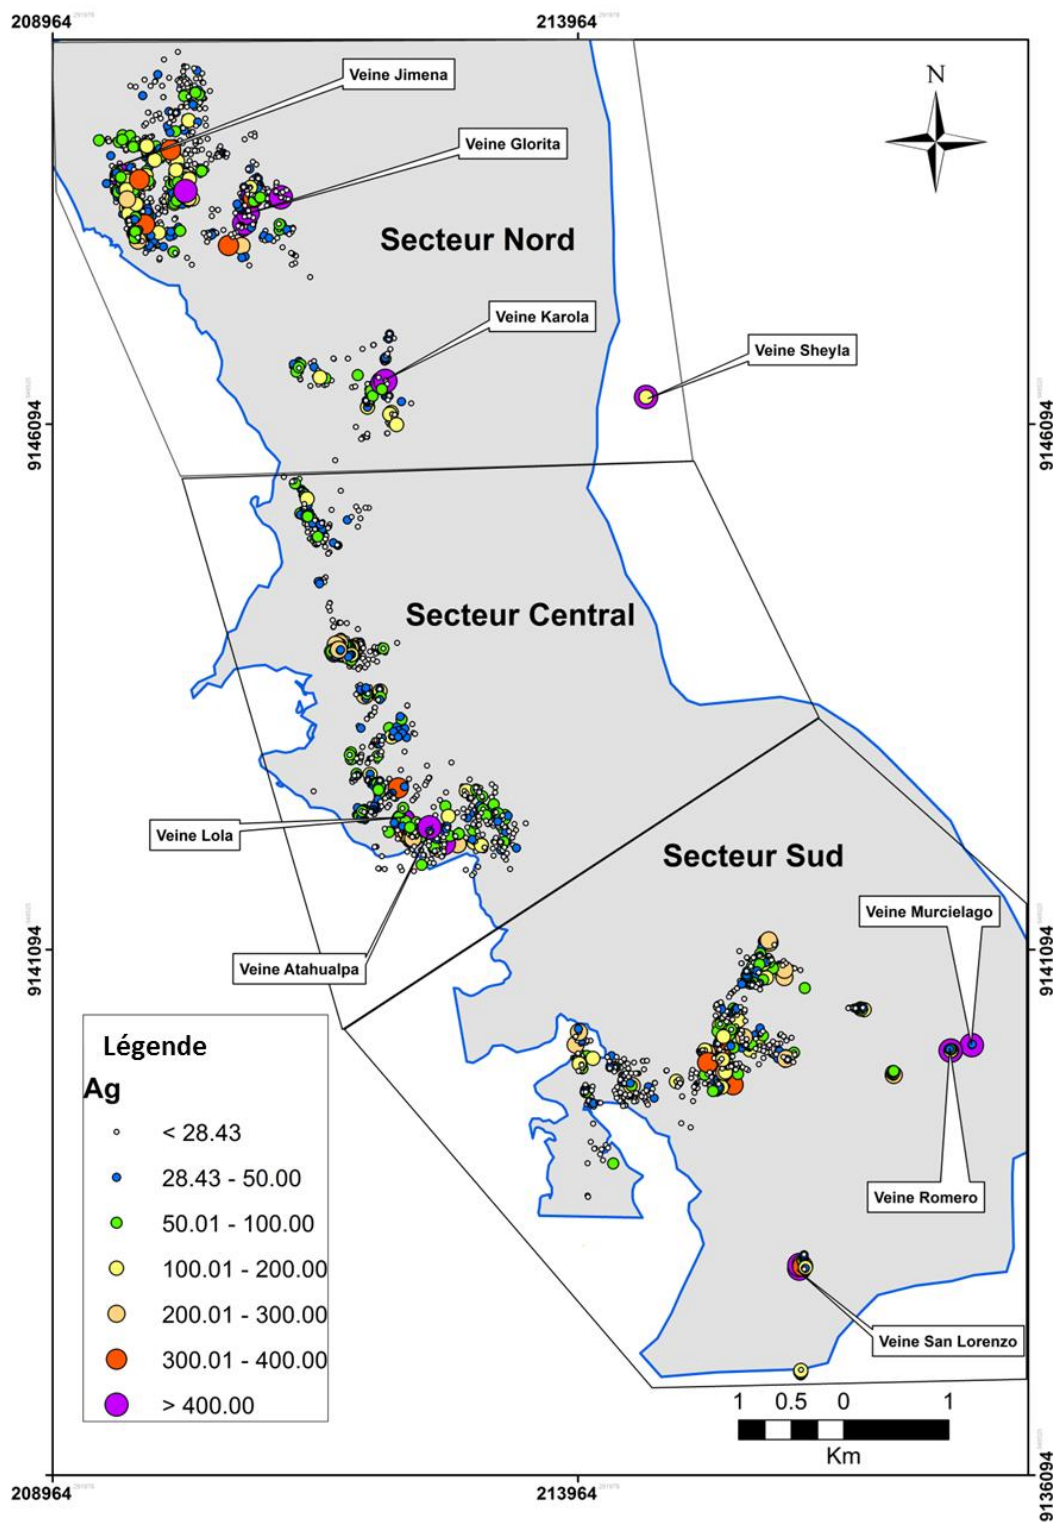 208964
213964
N
Veine Jimena
Veine Glorita
Secteur Nord
Veine Karola
Veine Sheyla
9146094
9146094
Secteur Central
Veine Lola
Secteur Sud
Veine Murcielago
Veine Atahualpa
9141094
9141094
Légende
Ag
< 28.43
28.43 - 50.00
50.01 - 100.00
100.01 - 200.00
200.01 - 300.00
300.01 - 400.00
> 400.00
Veine Romero
Veine San Lorenzo
1 0.5 0 1
Km
208964
213964
9136094